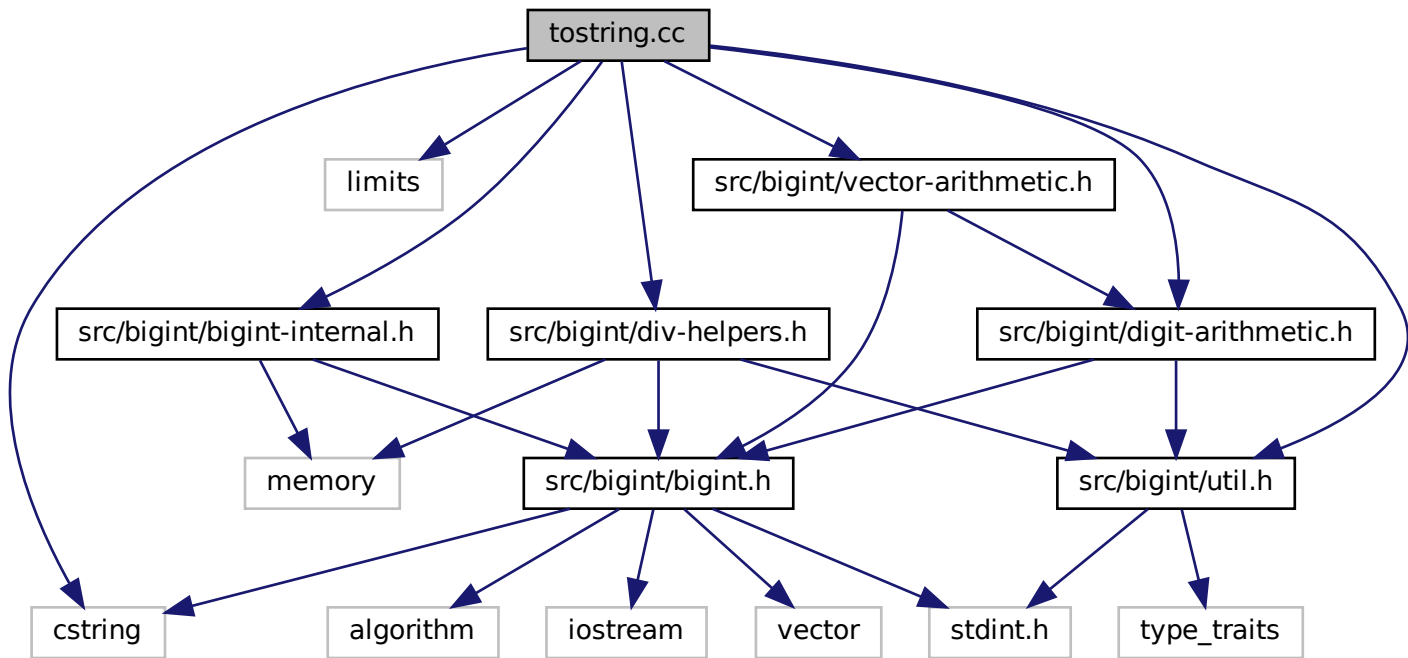 tostring.cc
limits
src/bigint/vector-arithmetic.h
src/bigint/bigint-internal.h
src/bigint/div-helpers.h
src/bigint/digit-arithmetic.h
memory
src/bigint/bigint.h
src/bigint/util.h
cstring
algorithm
iostream
vector
stdint.h
type_traits